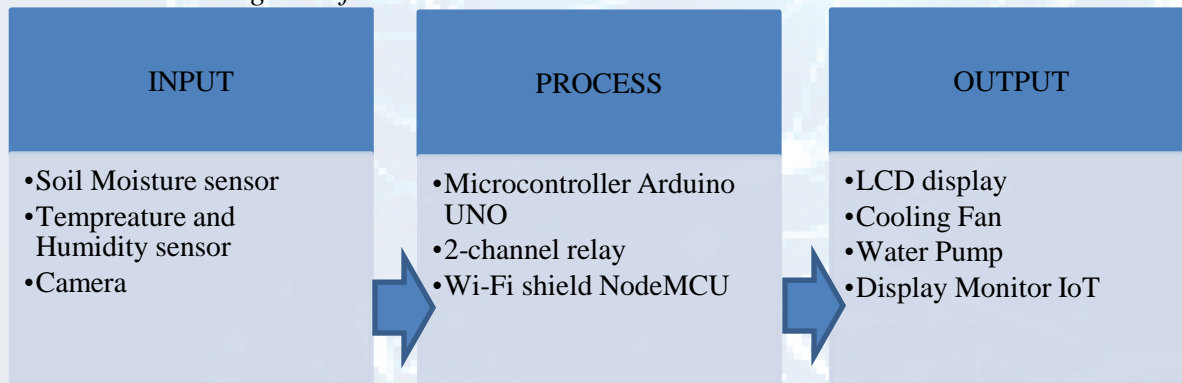 INPUT
•Soil Moisture sensor
•Tempreature and
Humidity sensor
•Camera
PROCESS
•Microcontroller Arduino
UNO
•2-channel relay
•Wi-Fi shield NodeMCU
OUTPUT
•LCD display
•Cooling Fan
•Water Pump
•Display Monitor IoT